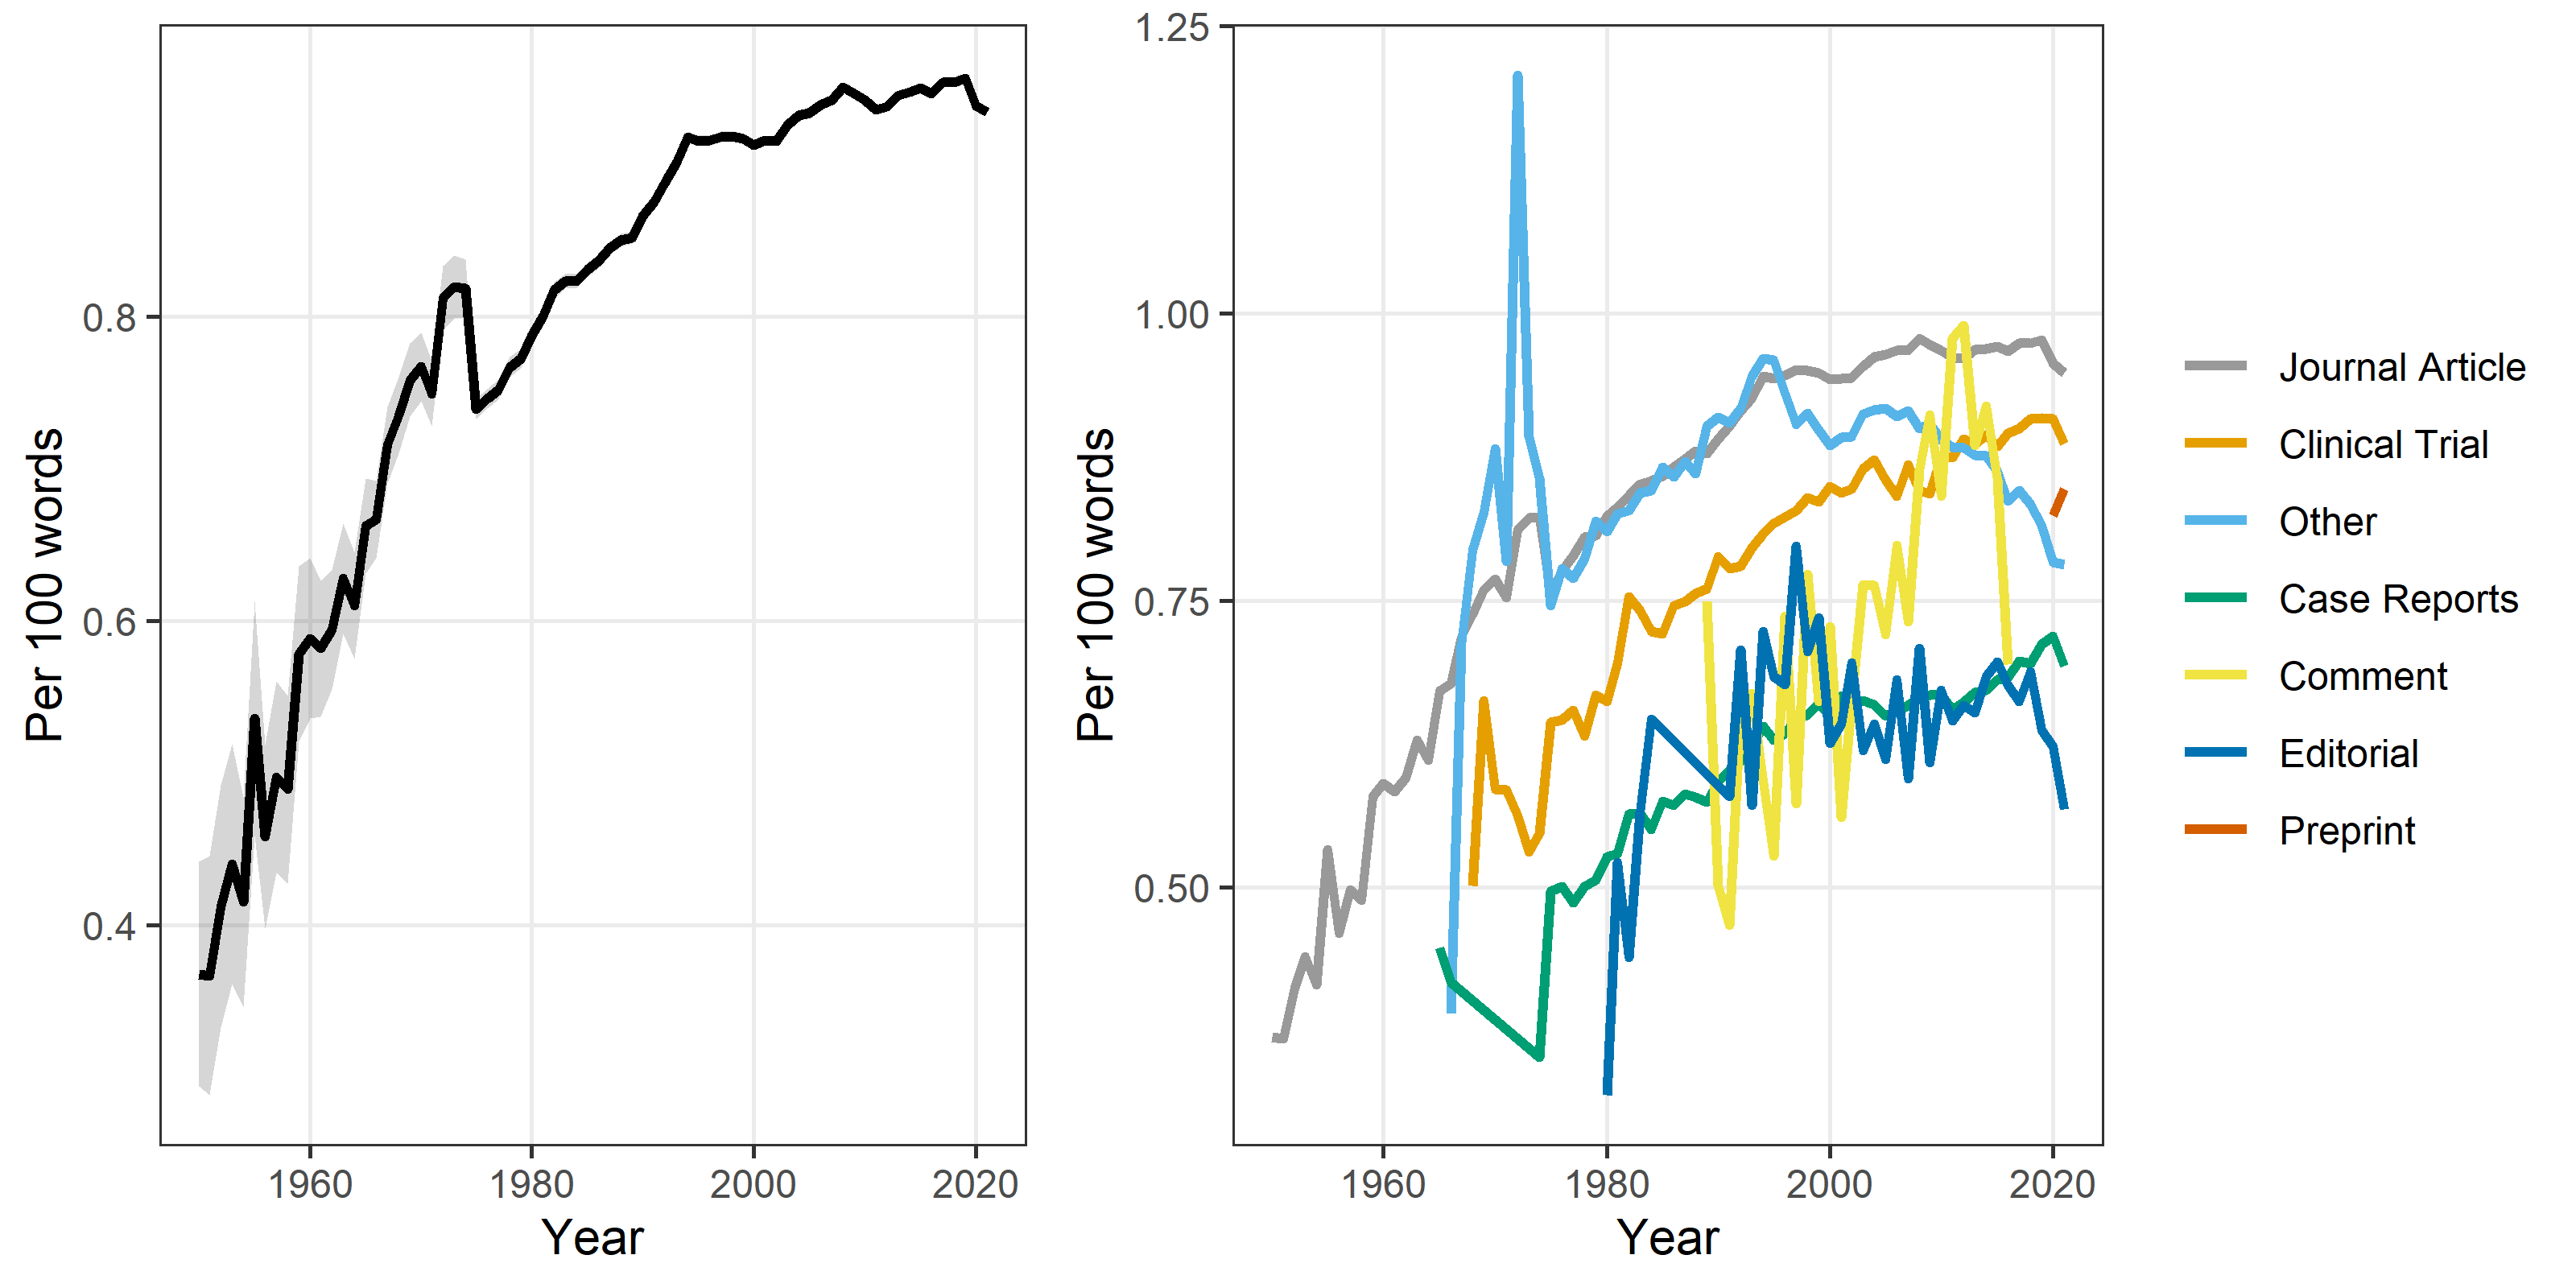 Per 100 words
0.8
0.6
0.4
1960 1980 2000 2020
Year
Per 100 words
1.25
1.00
0.75
0.50
1960 1980 2000 2020
Year
Journal Article
Clinical Trial
Other
Case Reports
Comment
Editorial
Preprint